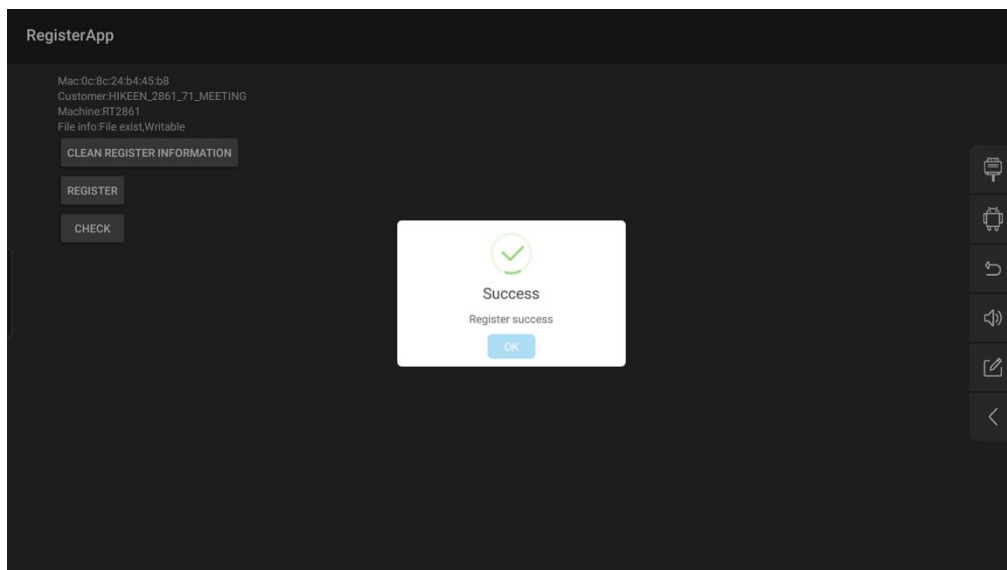 RegisterApp
Mac:0c:8c:24:b4:45:b8
Customer:HIKEEN_2861_71_MEETING
Machine:RT2861
File info:File exist,Writable
CLEAN REGISTER INFORMATION
REGISTER
CHECK
Success
Register success
OK